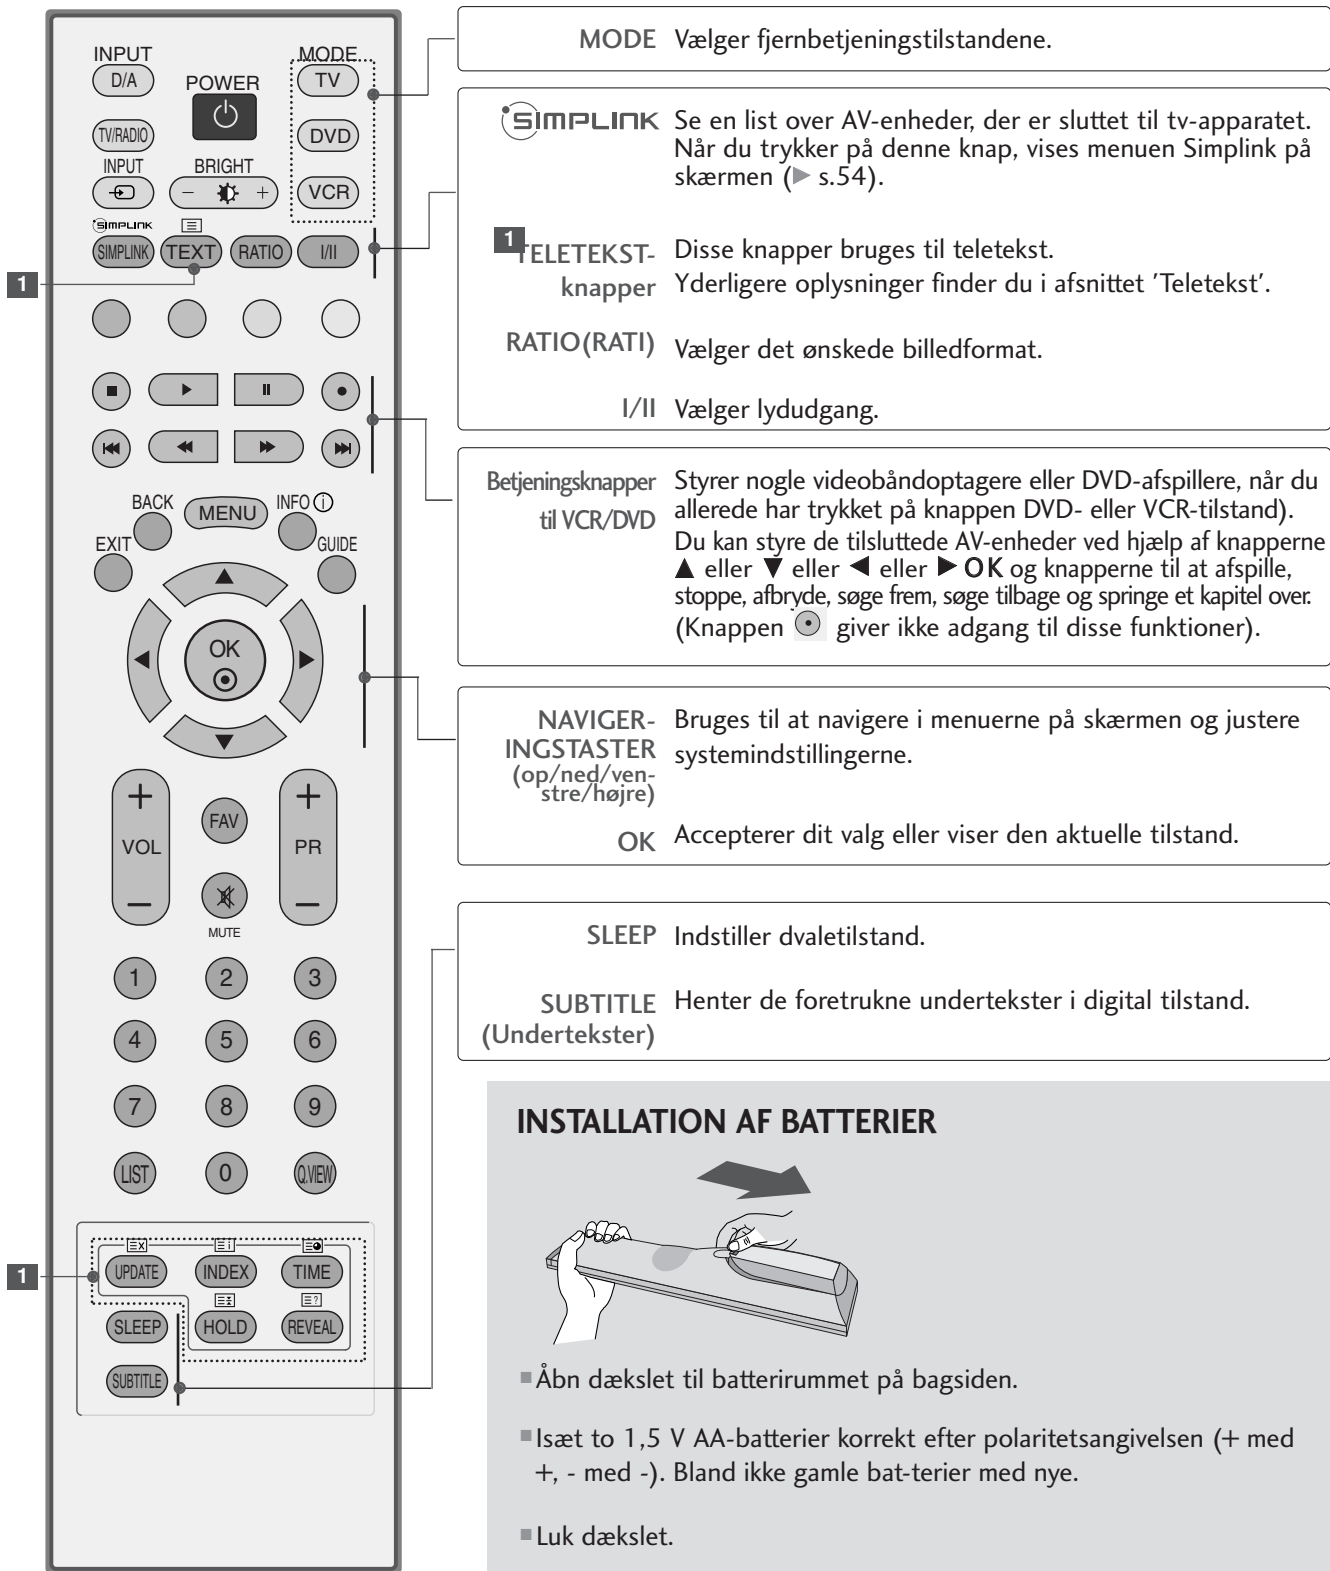 INPUT
MODE
D/A
POWER
TV
TV/RADIO
DVD
INPUT
BRIGHT
- +
VCR
SIMPLINK
SIMPLINK
TEXT
RATIO
I/II
1
BACK
MENU
INFO i
EXIT
GUIDE
OK
+
+
FAV
VOL
PR
-
-
MUTE
1 2 3
4 5 6
7 8 9
LIST 0 Q.VIEW
UPDATE INDEX TIME
1
SLEEP HOLD REVEAL
SUBTITLE
MODE Vælger fjernbetjeningstilstandene.
SIMPLINK Se en list over AV-enheder, der er sluttet til tv-apparatet.
Når du trykker på denne knap, vises menuen Simplink på
skærmen (► s.54).
1
TELETEKST- Disse knapper bruges til teletekst.
knapper Yderligere oplysninger finder du i afsnittet 'Teletekst'.
RATIO(RATI) Vælger det ønskede billedformat.
I/II Vælger lydudgang.
Betjeningsknapper Styrer nogle videobåndoptagere eller DVD-afspillere, når du
til VCR/DVD allerede har trykket på knappen DVD- eller VCR-tilstand).
Du kan styre de tilsluttede AV-enheder ved hjælp af knapperne
▲ eller ▼ eller ◄ eller ► OK og knapperne til at afspille,
stoppe, afbryde, søge frem, søge tilbage og springe et kapitel over.
(Knappen ⊙ giver ikke adgang til disse funktioner).
NAVIGER- Bruges til at navigere i menuerne på skærmen og justere
INGSTASTER systemindstillingerne.
(op/ned/ven-
stre/højre)
OK Accepterer dit valg eller viser den aktuelle tilstand.
SLEEP Indstiller dvaletilstand.
SUBTITLE Henter de foretrukne undertekster i digital tilstand.
(Undertekster)
INSTALLATION AF BATTERIER
■ Åbn dækslet til batterirummet på bagsiden.
■ Isæt to 1,5 V AA-batterier korrekt efter polaritetsangivelsen (+ med
+, - med -). Bland ikke gamle bat-terier med nye.
■ Luk dækslet.